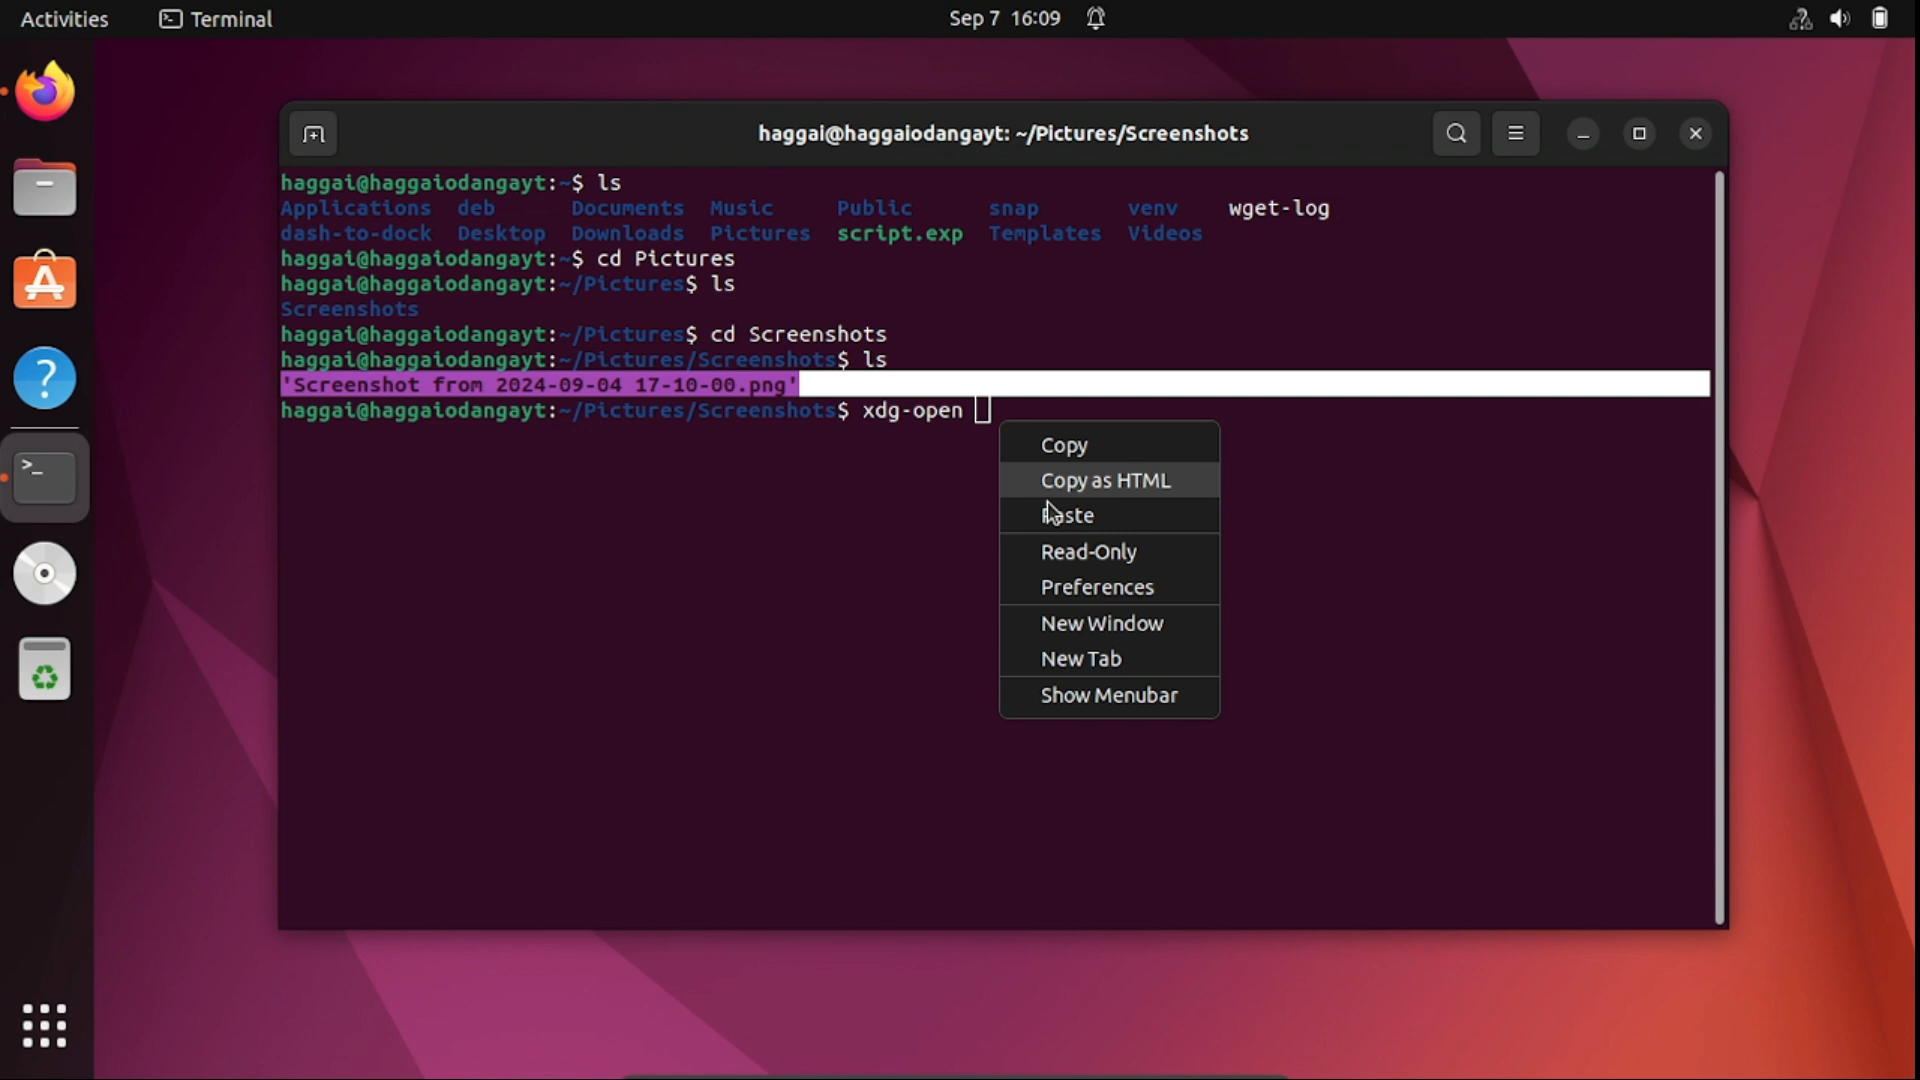 Activities Terminal Sep 7 16:09
haggai@haggaiodangayt: ~/Pictures/Screenshots
haggai@haggaiodangayt:~$ ls
Applications deb Documents Music Public snap venv wget-log
dash-to-dock Desktop Downloads Pictures script.exp Templates Videos
haggai@haggaiodangayt:~$ cd Pictures
haggai@haggaiodangayt:~/Pictures$ ls
Screenshots
haggai@haggaiodangayt:~/Pictures$ cd Screenshots
haggai@haggaiodangayt:~/Pictures/Screenshots$ ls
'Screenshot from 2024-09-04 17-10-00.png'
haggai@haggaiodangayt:~/Pictures/Screenshots$ xdg-open
Copy
Copy as HTML
Paste
Read-Only
Preferences
New Window
New Tab
Show Menubar